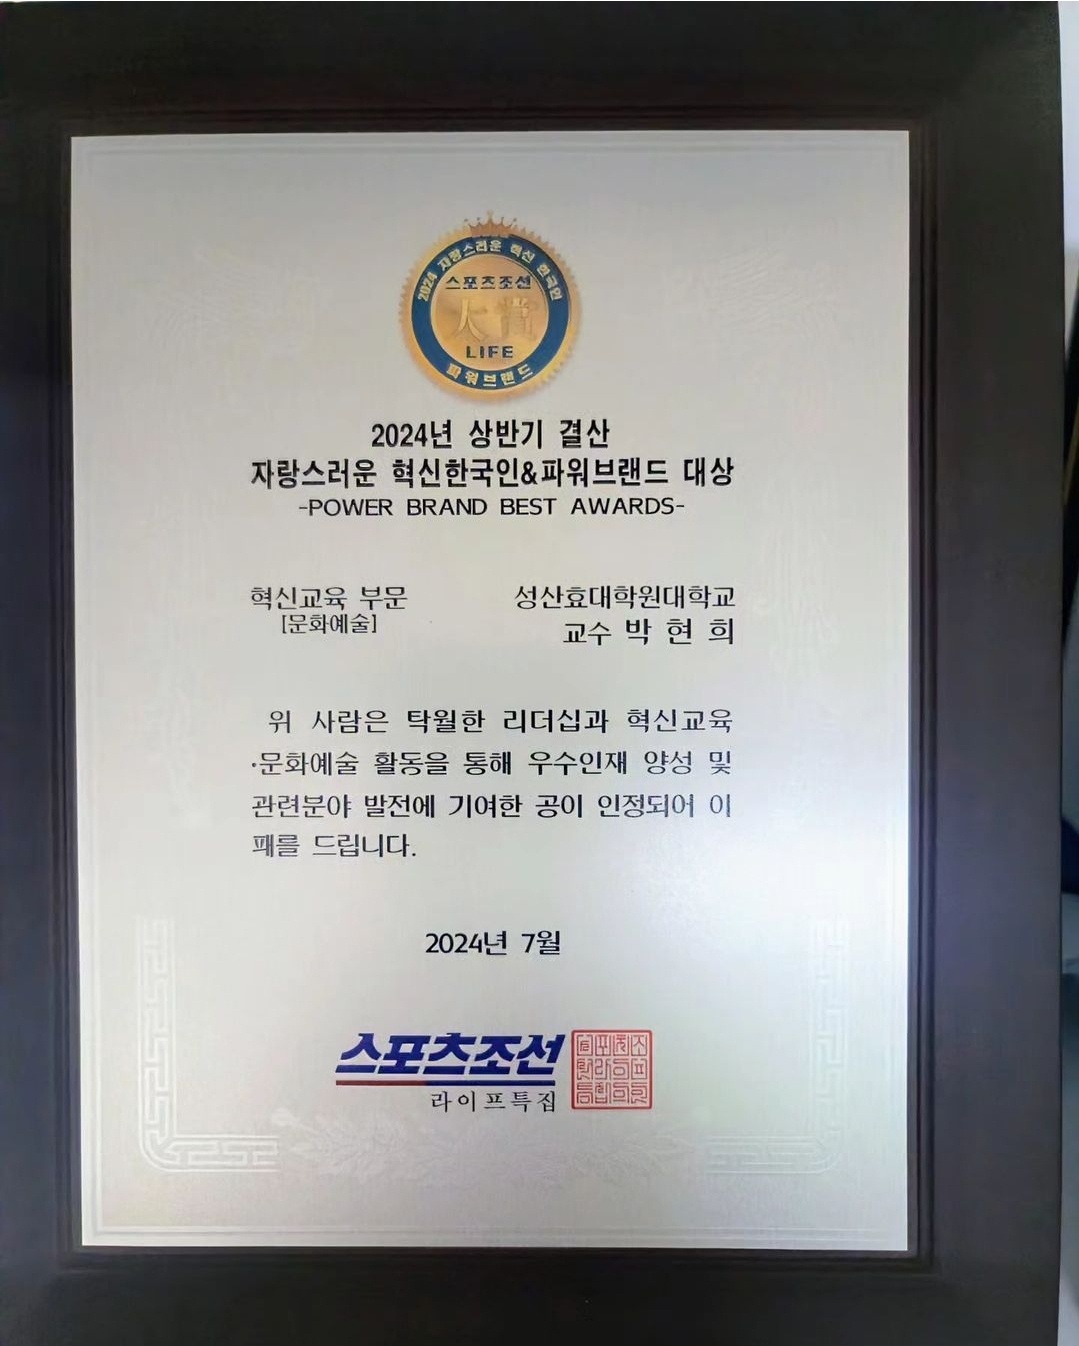 2024 자랑스러운 혁신 한국인
스포츠조선
大賞
LIFE
파워브랜드
2024년 상반기 결산
자랑스러운 혁신한국인&파워브랜드 대상
-POWER BRAND BEST AWARDS-
혁신교육 부문
[문화예술]
성산효대학원대학교
교수 박 현 희
위 사람은 탁월한 리더십과 혁신교육
·문화예술 활동을 통해 우수인재 양성 및
관련분야 발전에 기여한 공이 인정되어 이
패를 드립니다.
2024년 7월
스포츠조선
라이프특집